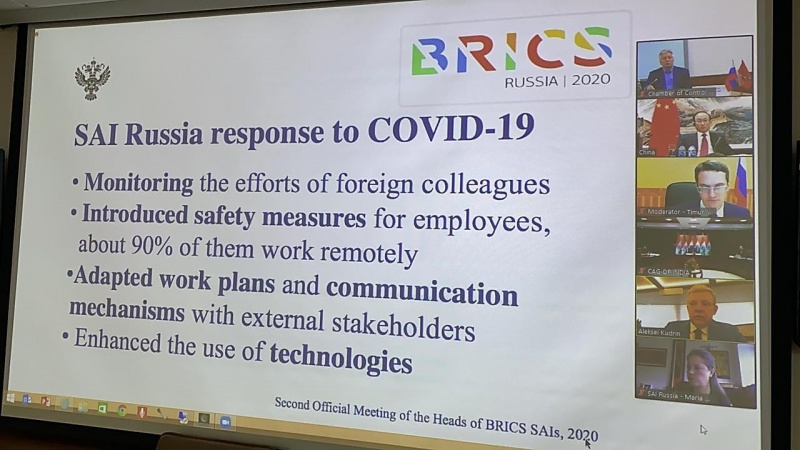 BRICS
RUSSIA | 2020
SAI Russia response to COVID-19
• Monitoring the efforts of foreign colleagues
• Introduced safety measures for employees,
about 90% of them work remotely
•Adapted work plans and communication
mechanisms with external stakeholders
• Enhanced the use of technologies
Second Official Meeting of the Heads of BRICS SAIs, 2020
Chamber of Control
China
Moderator - Timur
CAG-OF-INDIA
Aleksei Kudrin
SAI Russia - Maria